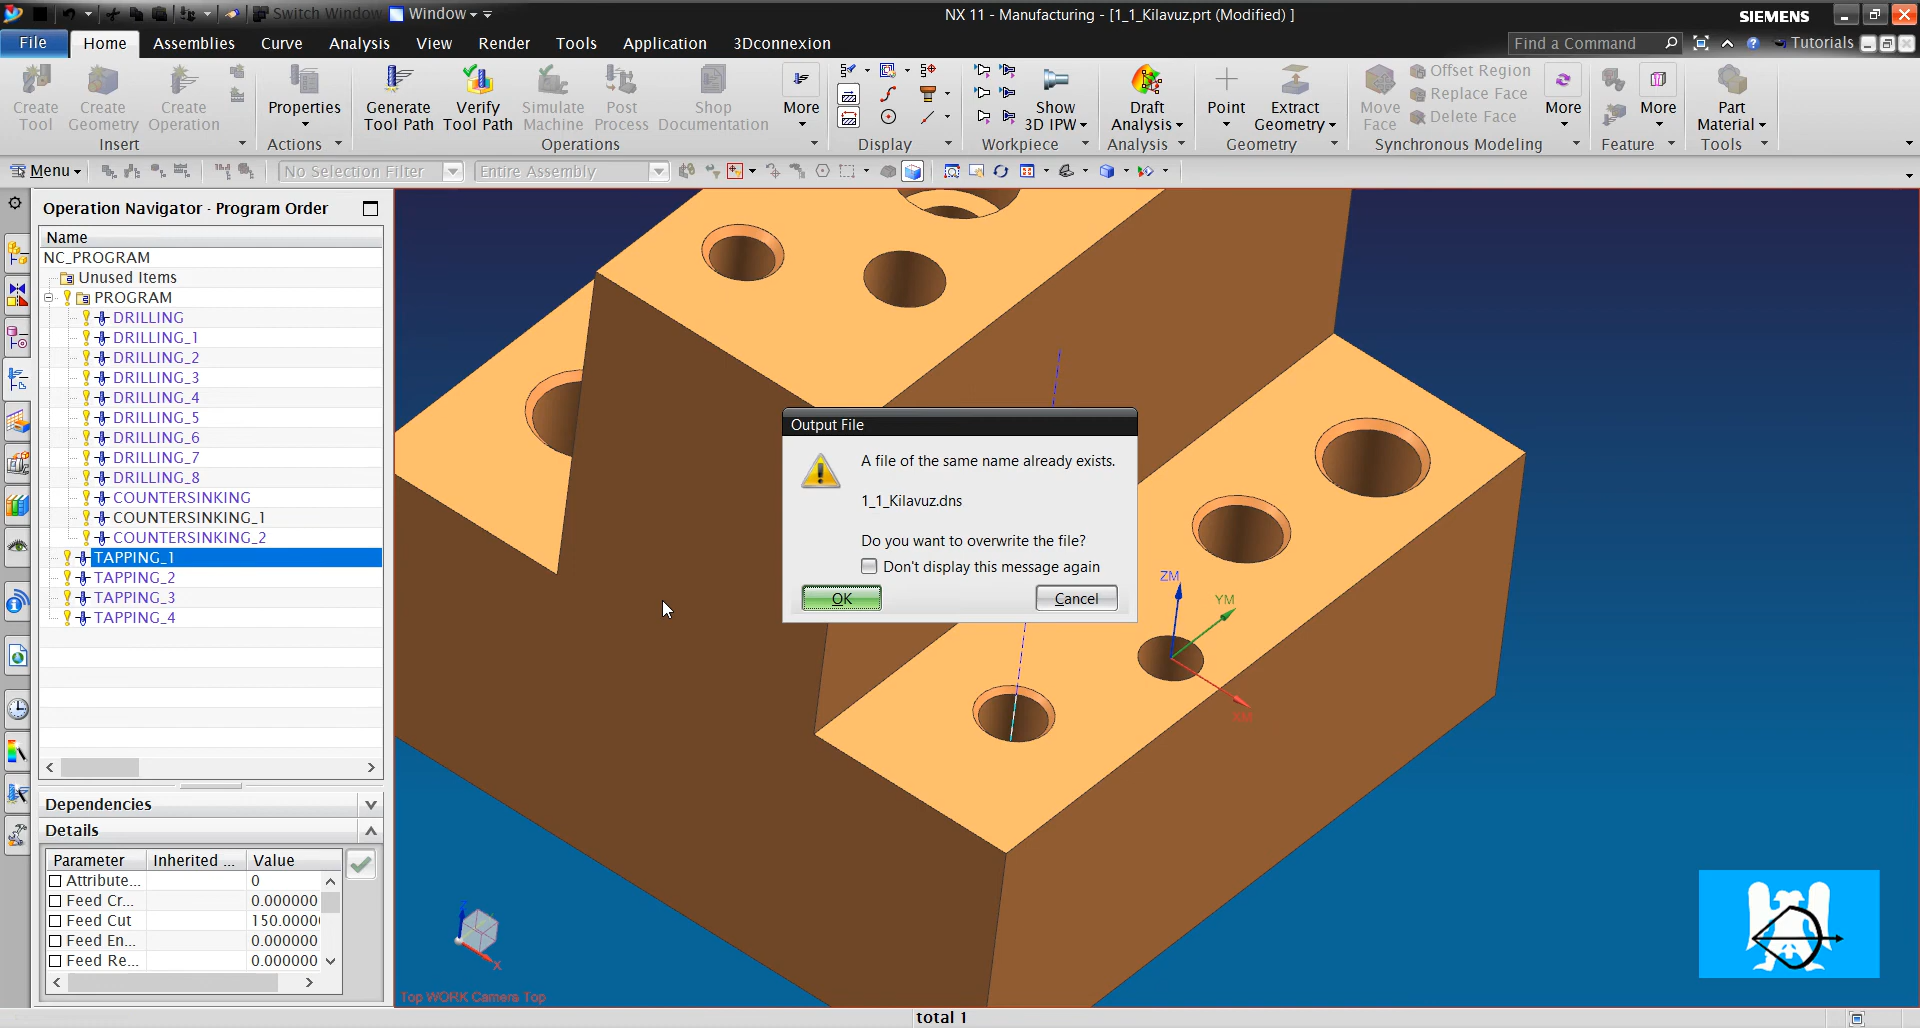 Switch Window Window
NX 11 - Manufacturing - [1_1_Kilavuz.prt (Modified) ]
SIEMENS
File Home Assemblies Curve Analysis View Render Tools Application 3Dconnexion
Find a Command
Tutorials
Create Tool
Create Geometry
Create Operation
Insert
Properties
Actions
Generate Tool Path
Verify Tool Path
Simulate Machine
Post Process
Shop Documentation
More
Operations
Display
Show 3D IPW
Workpiece
Draft Analysis
Analysis
Point
Extract Geometry
Geometry
Move Face
Offset Region
Replace Face
Delete Face
More
Synchronous Modeling
More
Feature
Part Material
Tools
Menu
No Selection Filter
Entire Assembly
Operation Navigator - Program Order
Name
NC_PROGRAM
Unused Items
PROGRAM
DRILLING
DRILLING_1
DRILLING_2
DRILLING_3
DRILLING_4
DRILLING_5
DRILLING_6
DRILLING_7
DRILLING_8
COUNTERSINKING
COUNTERSINKING_1
COUNTERSINKING_2
TAPPING_1
TAPPING_2
TAPPING_3
TAPPING_4
Dependencies
Details
Parameter Inherited ... Value
Attribute... 0
Feed Cr... 0.000000
Feed Cut 150.0000
Feed En... 0.000000
Feed Re... 0.000000
Output File
A file of the same name already exists.
1_1_Kilavuz.dns
Do you want to overwrite the file?
Don't display this message again
OK
Cancel
ZM
YM
XM
X
Top WORK Camera Top
total 1